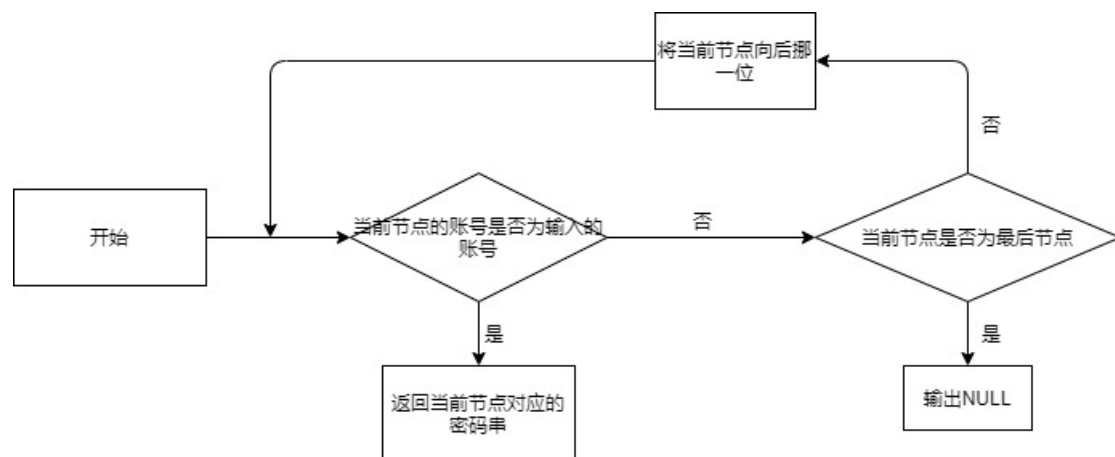 将当前节点向后挪
一位
否
开始
当前节点的账号是否为输入的
账号
否
当前节点是否为最后节点
是
是
返回当前节点对应的
密码串
输出NULL